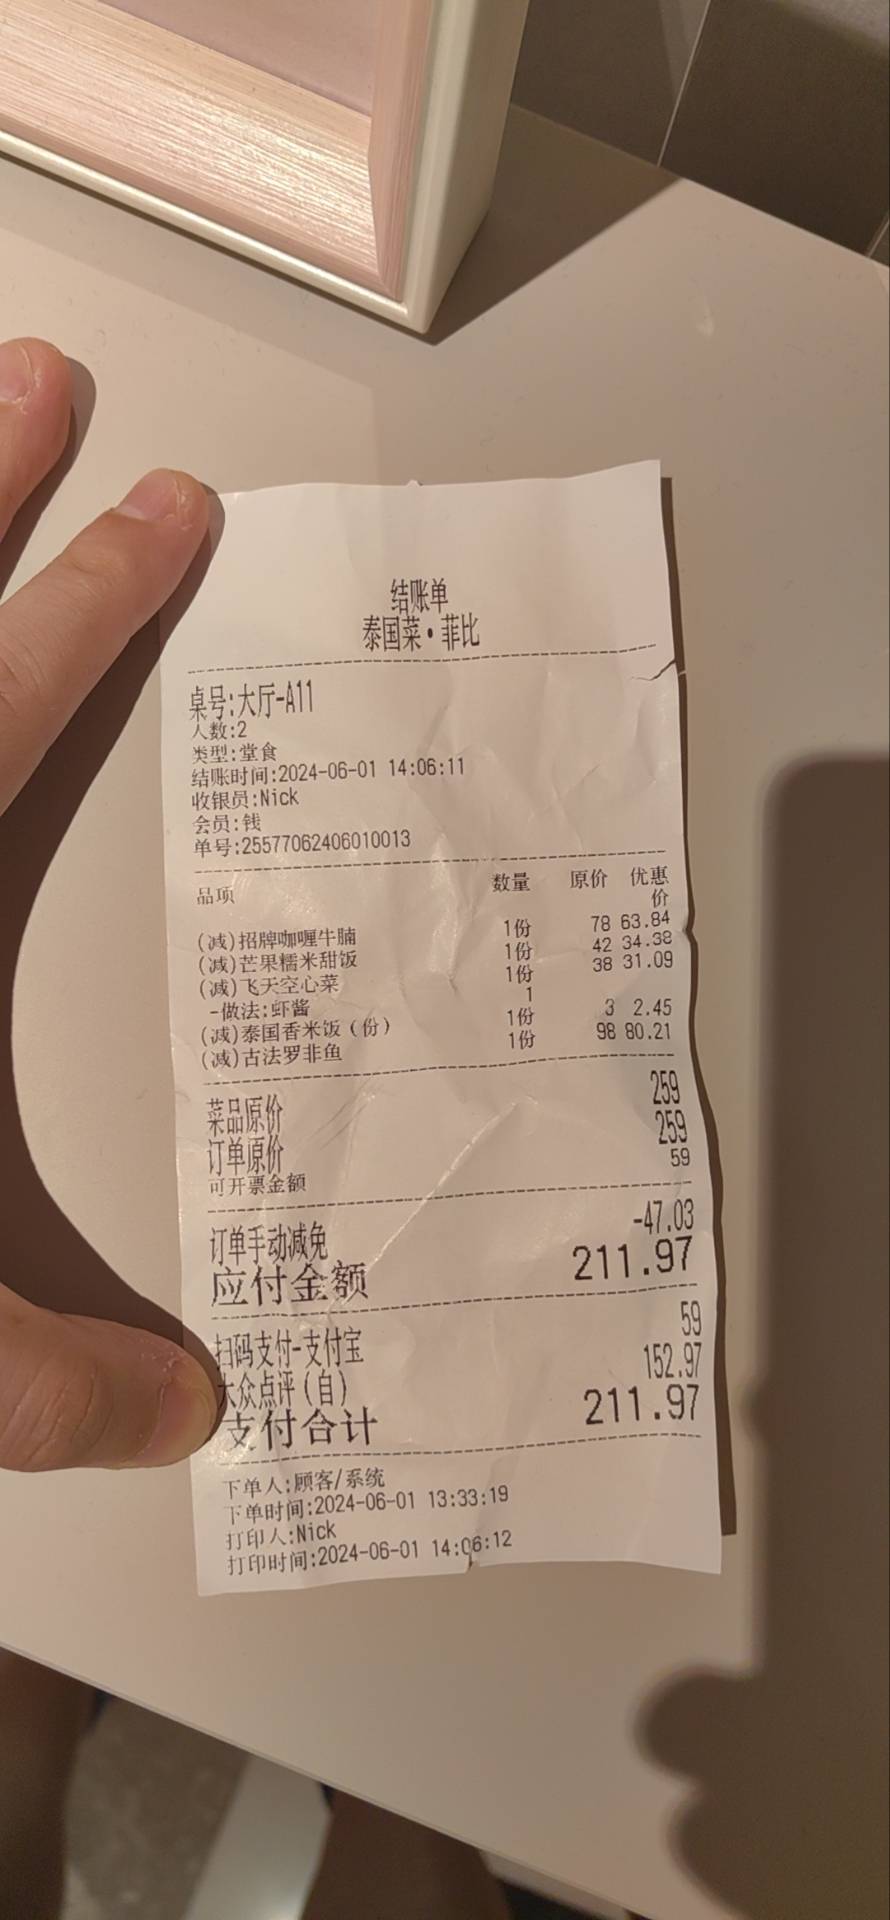 结账单
泰国菜·菲比
桌号:大厅-A11
人数:2
类型:堂食
结账时间:2024-06-01 14:06:11
收银员:Nick
会员:钱
单号:25577062406010013
品项 数量 原价 优惠价
(减)招牌咖喱牛腩 1份 78 63.84
(减)芒果糯米甜饭 1份 42 34.38
(减)飞天空心菜 1份 38 31.09
-做法:虾酱 1
(减)泰国香米饭(份) 1份 3 2.45
(减)古法罗非鱼 1份 98 80.21
菜品原价 259
订单原价 259
可开票金额 59
订单手动减免 -47.03
应付金额 211.97
扫码支付-支付宝 59
大众点评(自) 152.97
支付合计 211.97
下单人:顾客/系统
下单时间:2024-06-01 13:33:19
打印人:Nick
打印时间:2024-06-01 14:06:12